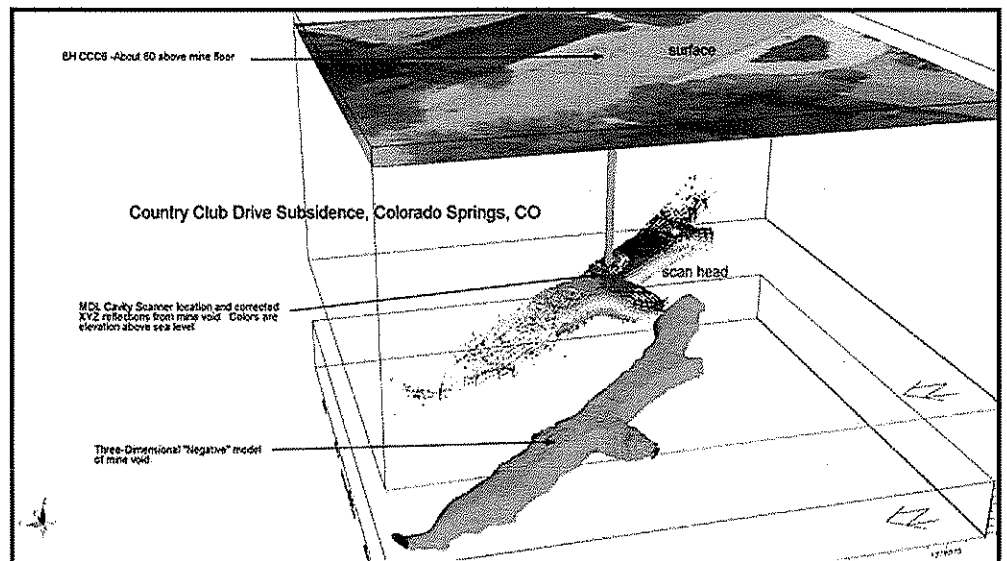 BH CCC6 -About 60 above mine floor
surface
Country Club Drive Subsidence, Colorado Springs, CO
scan head
MDL Cavity Scanner location and corrected
XYZ reflections from mine void Colors are
elevation above sea level
Three-Dimensional "Negative" model
of mine void